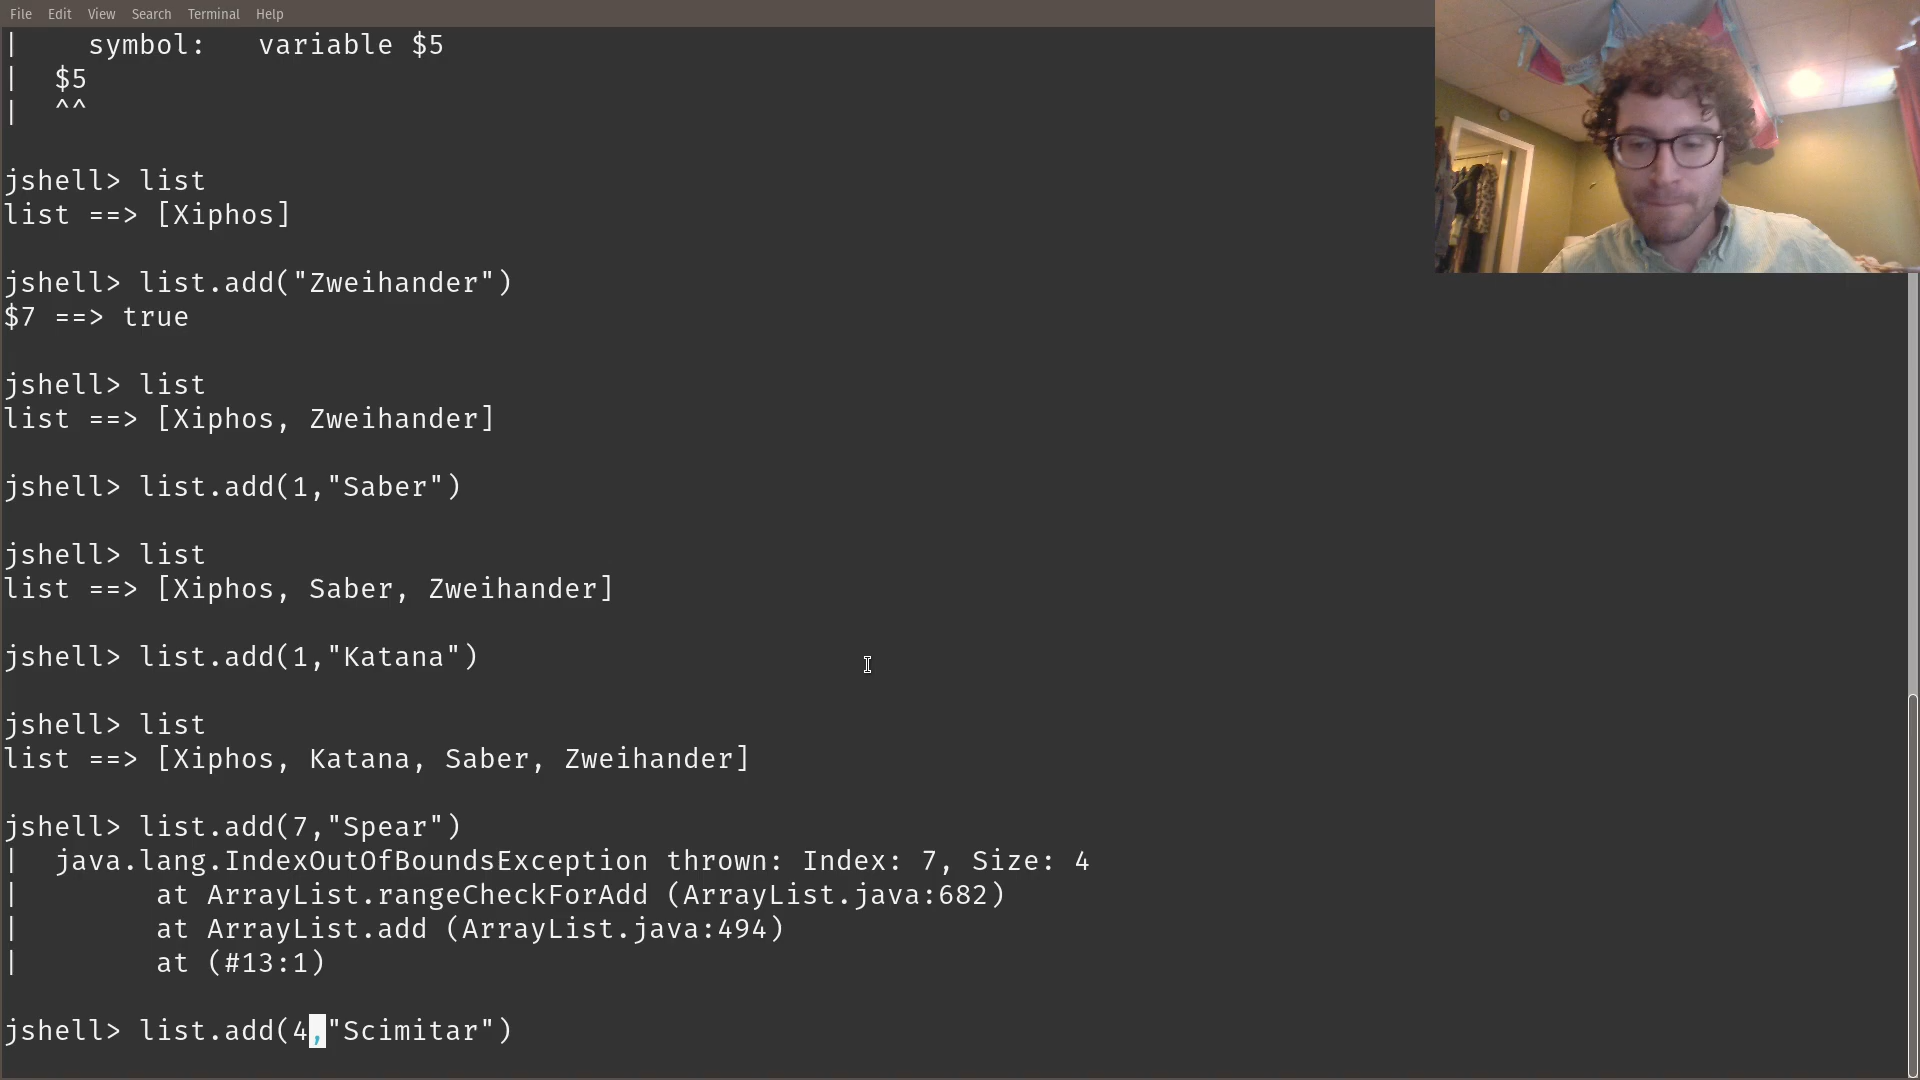 File Edit View Search Terminal Help
|    symbol:   variable $5
|  $5
|  ^^
jshell> list
list ==> [Xiphos]
jshell> list.add("Zweihander")
$7 ==> true
jshell> list
list ==> [Xiphos, Zweihander]
jshell> list.add(1,"Saber")
jshell> list
list ==> [Xiphos, Saber, Zweihander]
jshell> list.add(1,"Katana")
jshell> list
list ==> [Xiphos, Katana, Saber, Zweihander]
jshell> list.add(7,"Spear")
|  java.lang.IndexOutOfBoundsException thrown: Index: 7, Size: 4
|        at ArrayList.rangeCheckForAdd (ArrayList.java:682)
|        at ArrayList.add (ArrayList.java:494)
|        at (#13:1)
jshell> list.add(4,"Scimitar")